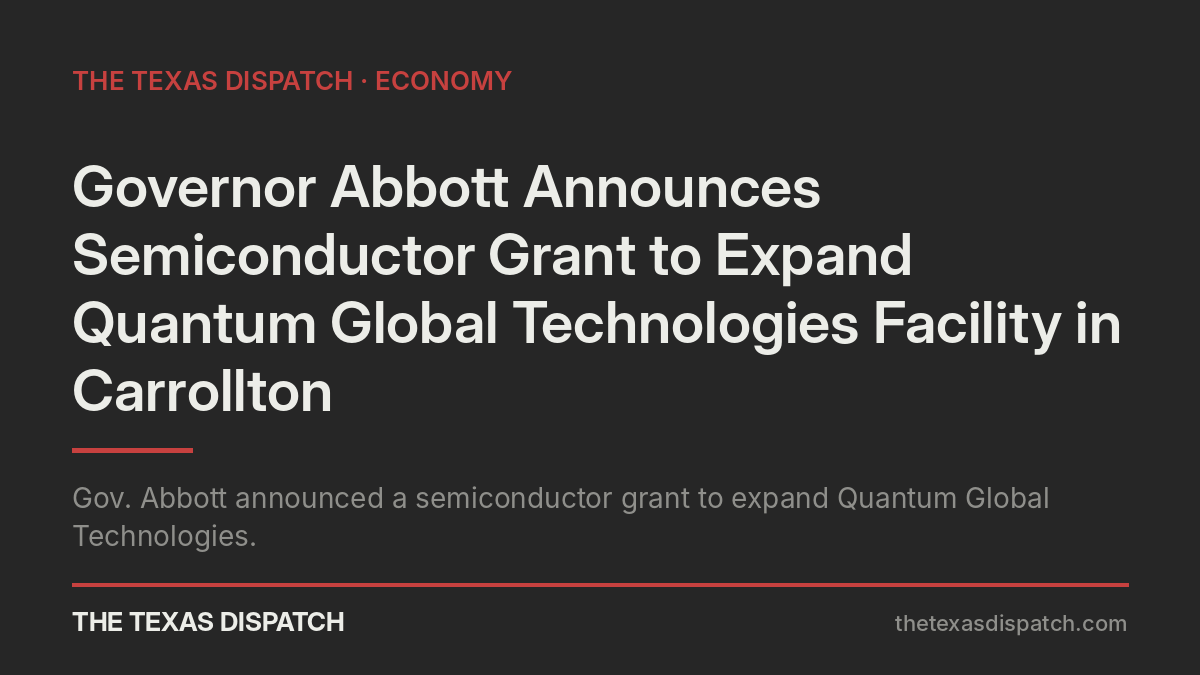 THE TEXAS DISPATCH · ECONOMY
Governor Abbott Announces
Semiconductor Grant to Expand
Quantum Global Technologies Facility in
Carrollton
Gov. Abbott announced a semiconductor grant to expand Quantum Global
Technologies.
THE TEXAS DISPATCH
thetexasdispatch.com